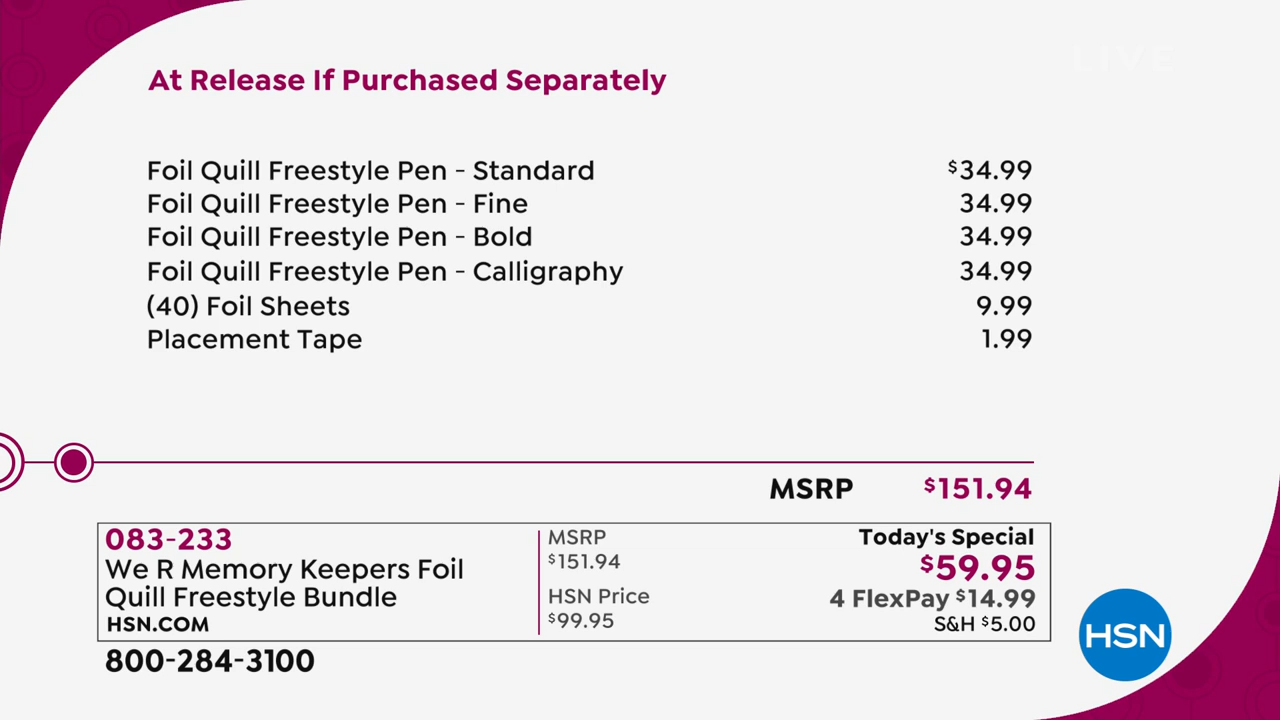 LIVE
At Release If Purchased Separately
Foil Quill Freestyle Pen - Standard $34.99
Foil Quill Freestyle Pen - Fine 34.99
Foil Quill Freestyle Pen - Bold 34.99
Foil Quill Freestyle Pen - Calligraphy 34.99
(40) Foil Sheets 9.99
Placement Tape 1.99
MSRP $151.94
083-233
We R Memory Keepers Foil
Quill Freestyle Bundle
HSN.COM
MSRP
$151.94
HSN Price
$99.95
Today's Special
$59.95
4 FlexPay $14.99
S&H $5.00
800-284-3100
HSN